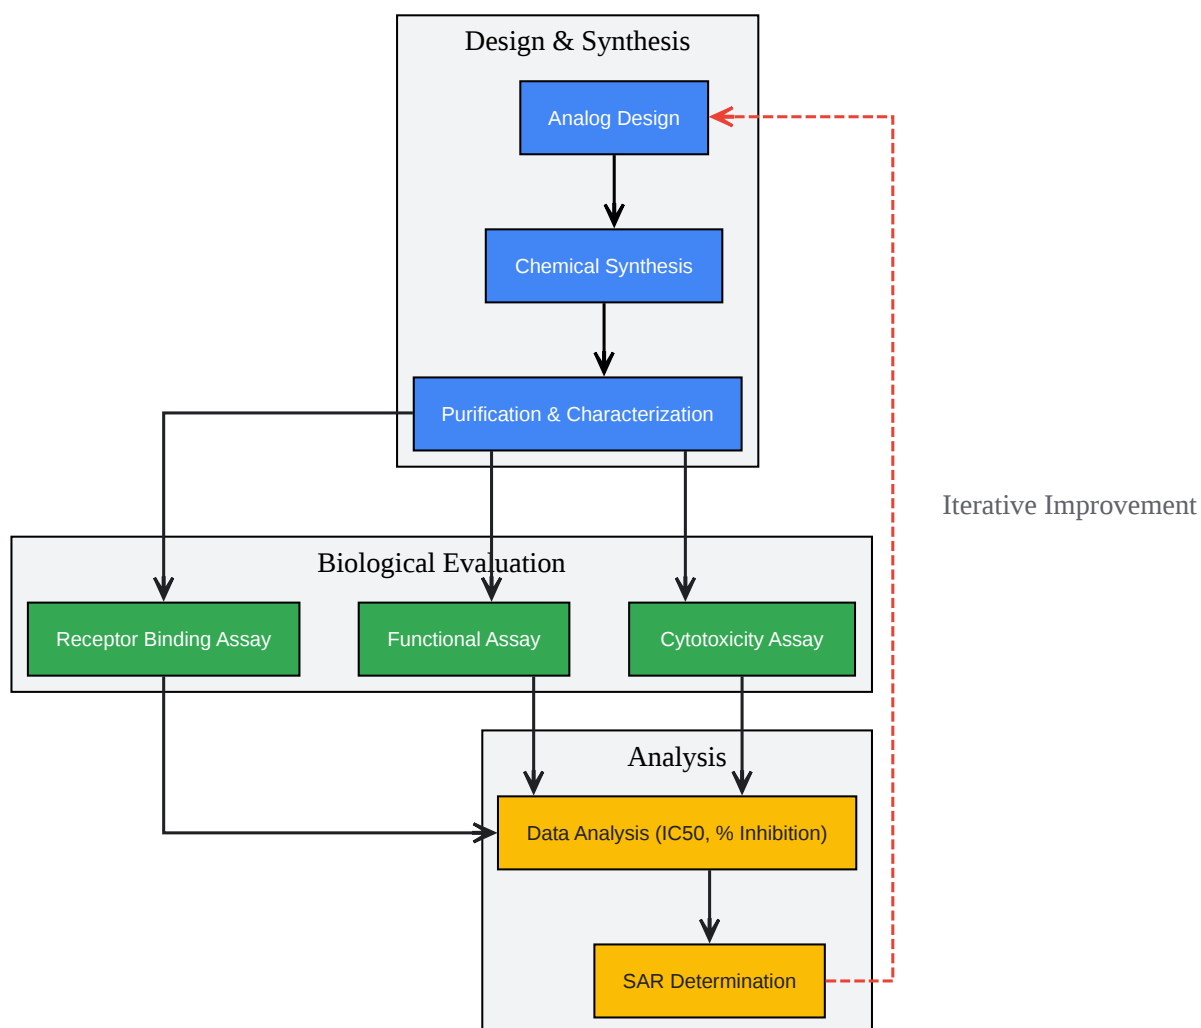 Design & Synthesis
Analog Design
Chemical Synthesis
Purification & Characterization
Iterative Improvement
Biological Evaluation
Receptor Binding Assay
Functional Assay
Cytotoxicity Assay
Analysis
Data Analysis (IC50, % Inhibition)
SAR Determination